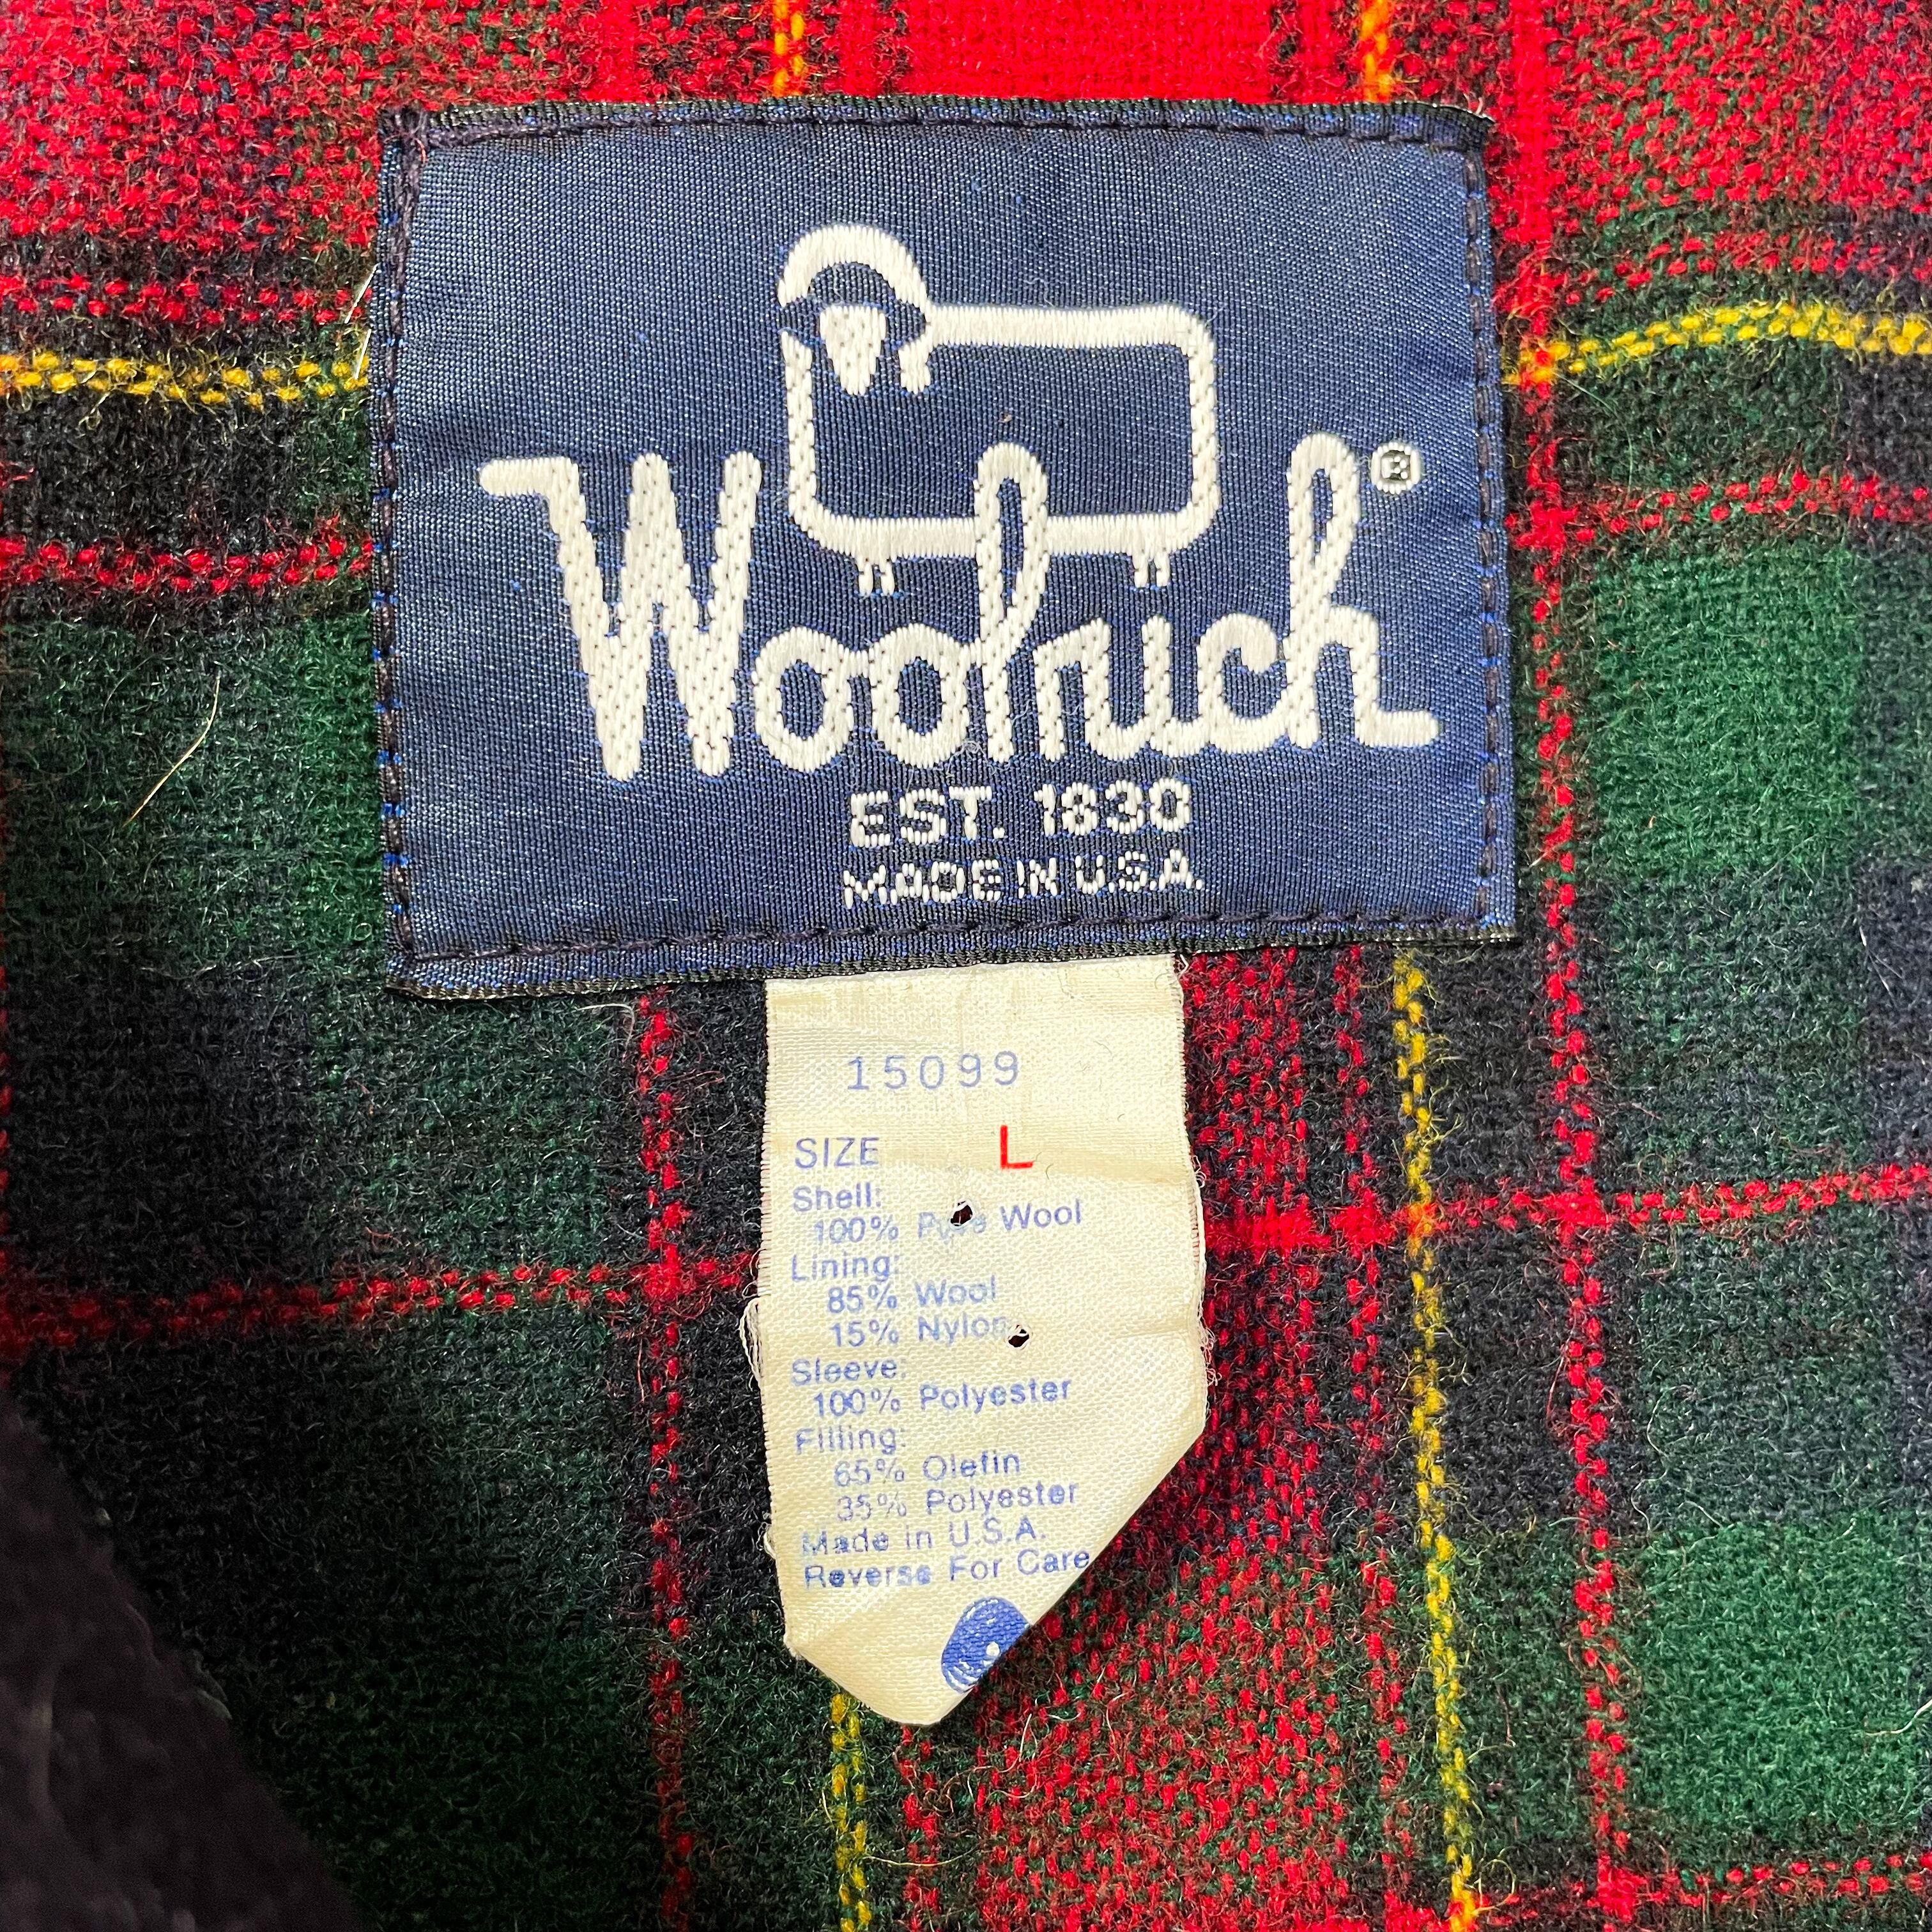 Woolrich®
EST. 1830
MADE IN U.S.A.
15099
SIZE L
Shell:
100% Pure Wool
Lining:
85% Wool
15% Nylon
Sleeve:
100% Polyester
Filling:
65% Olefin
35% Polyester
Made in U.S.A.
Reverse For Care